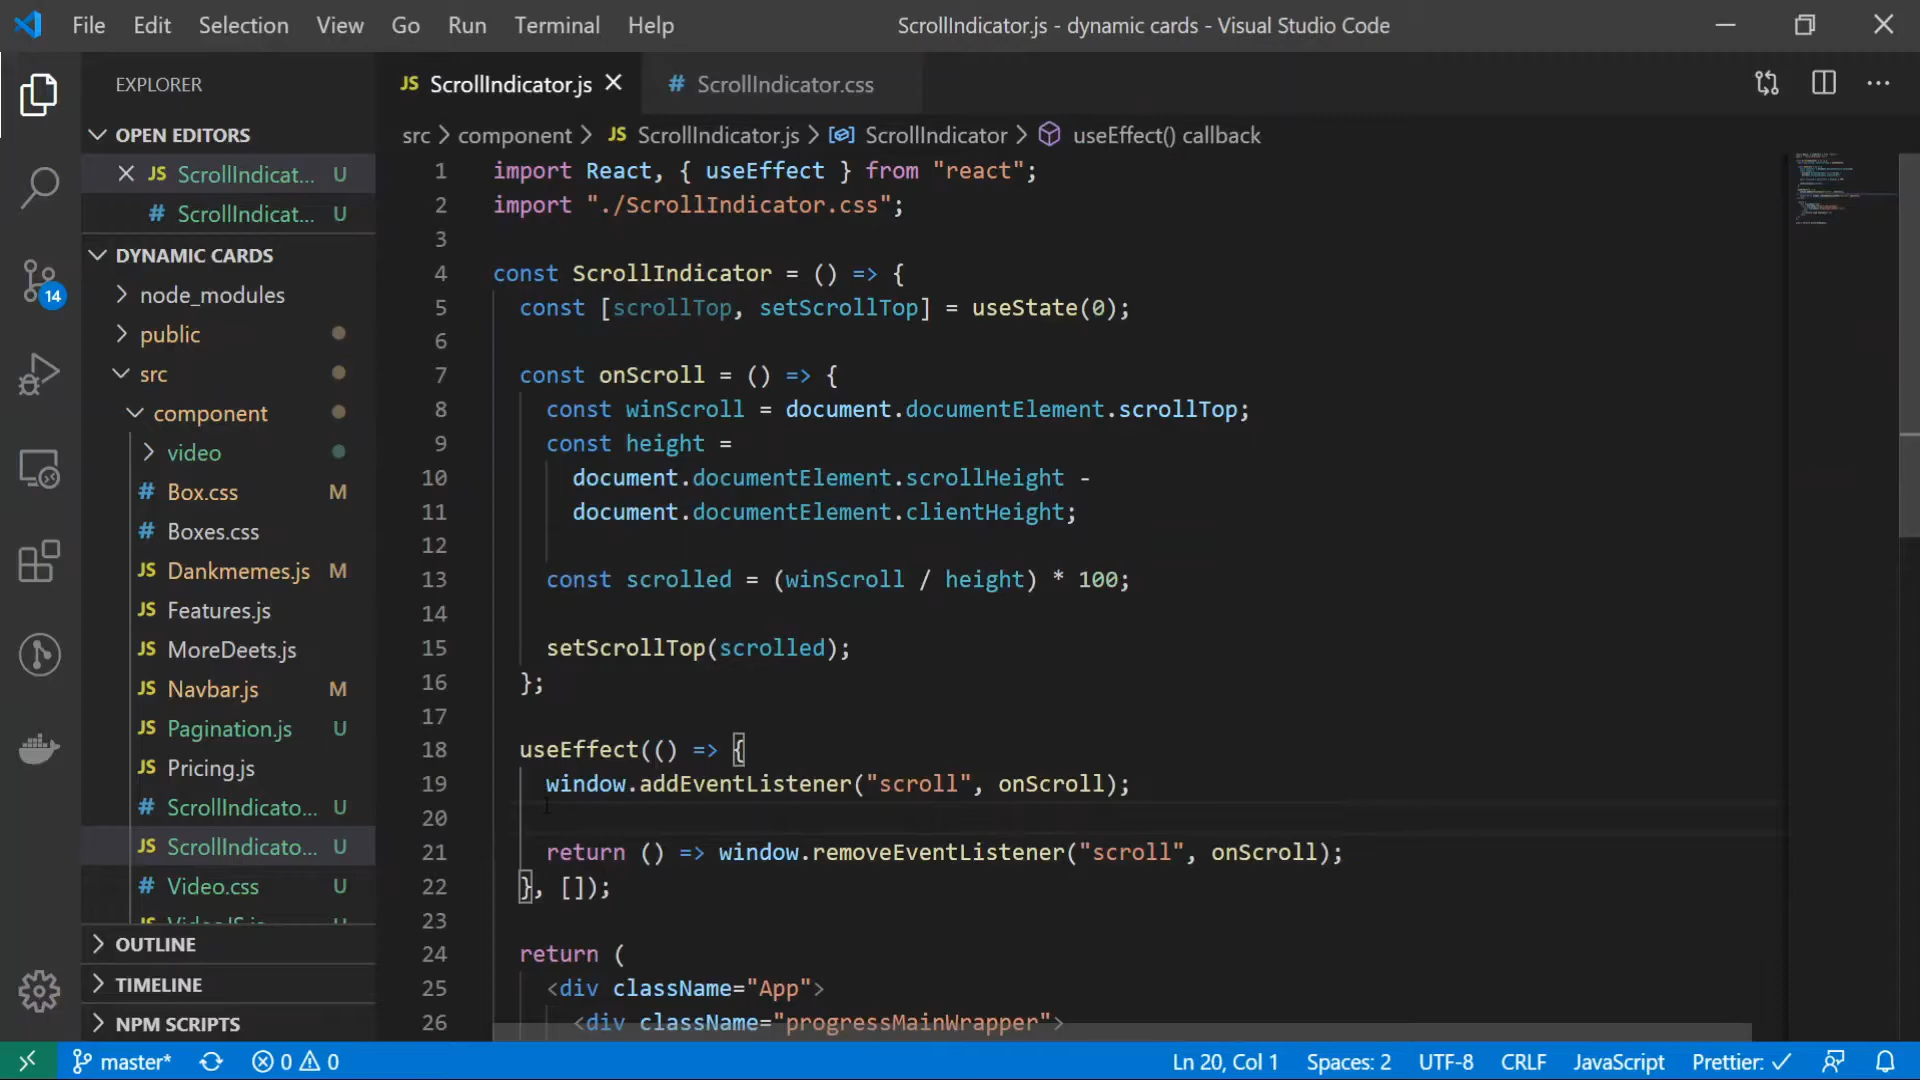 File Edit Selection View Go Run Terminal Help
ScrollIndicator.js - dynamic cards - Visual Studio Code
EXPLORER
OPEN EDITORS
JS ScrollIndicat... U
# ScrollIndicat... U
DYNAMIC CARDS
node_modules
public
src
component
video
# Box.css M
# Boxes.css
JS Dankmemes.js M
JS Features.js
JS MoreDeets.js
JS Navbar.js M
JS Pagination.js U
JS Pricing.js
# ScrollIndicato... U
JS ScrollIndicato... U
# Video.css U
OUTLINE
TIMELINE
NPM SCRIPTS
14
JS ScrollIndicator.js
# ScrollIndicator.css
src > component > JS ScrollIndicator.js > ScrollIndicator > useEffect() callback
1 import React, { useEffect } from "react";
2 import "./ScrollIndicator.css";
3
4 const ScrollIndicator = () => {
5 const [scrollTop, setScrollTop] = useState(0);
6
7 const onScroll = () => {
8 const winScroll = document.documentElement.scrollTop;
9 const height =
10 document.documentElement.scrollHeight -
11 document.documentElement.clientHeight;
12
13 const scrolled = (winScroll / height) * 100;
14
15 setScrollTop(scrolled);
16 };
17
18 useEffect(() => {
19 window.addEventListener("scroll", onScroll);
20
21 return () => window.removeEventListener("scroll", onScroll);
22 }, []);
23
24 return (
25 <div className="App">
26 <div className="progressMainWrapper">
master* 0 0 Ln 20, Col 1 Spaces: 2 UTF-8 CRLF JavaScript Prettier: ✓